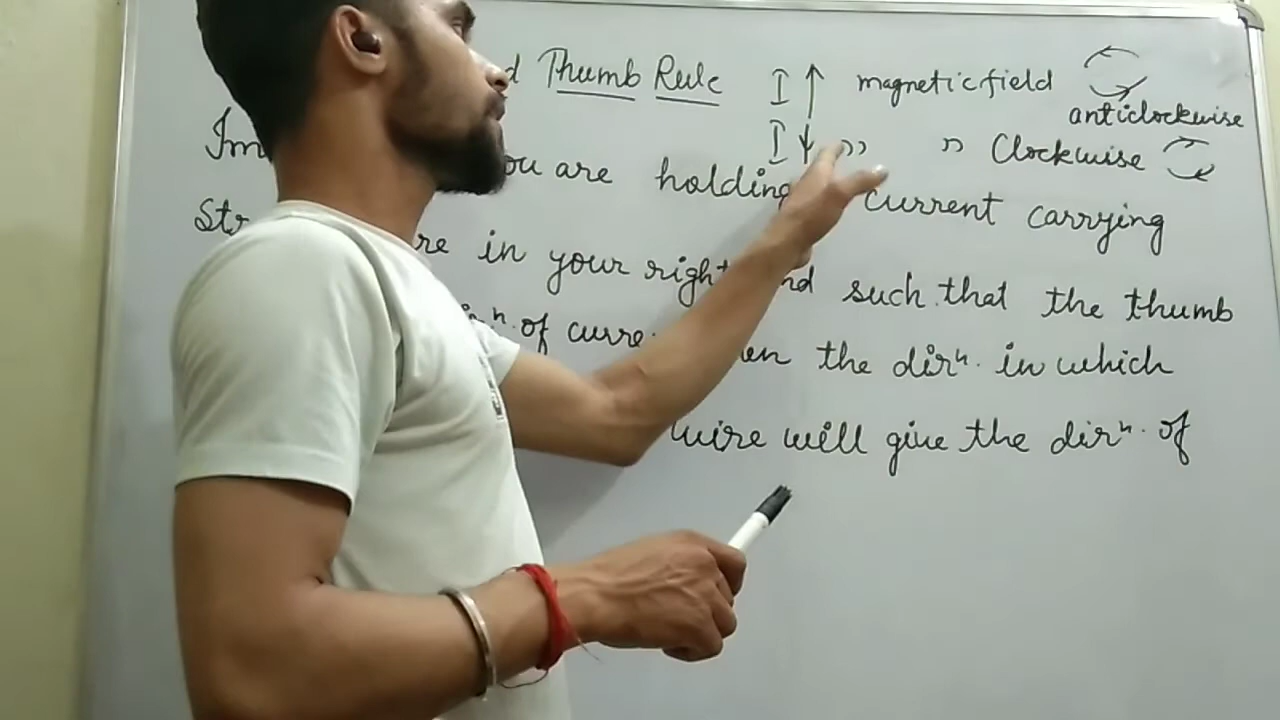 Thumb Rule I ↑ magnetic field
anticlockwise
I ↓ " " Clockwise
you are holding current carrying
in your right such that the thumb
of the dirⁿ. in which
wire will give the dirⁿ. of